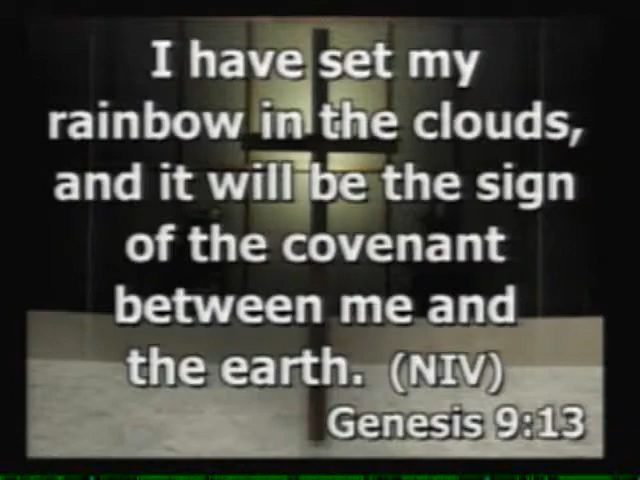 I have set my
rainbow in the clouds,
and it will be the sign
of the covenant
between me and
the earth. (NIV)
Genesis 9:13